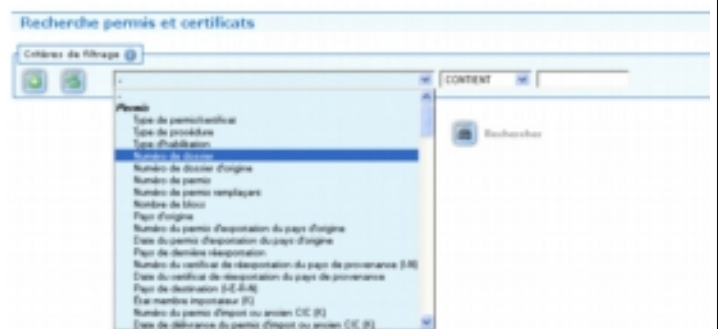 Recherche permis et certificats
Critères de filtrage
-
CONTIENT
-
Permis
Type de permis/certificat
Type de procédure
Type d'habilitation
Numéro de dossier
Rechercher
Numéro de dossier d'origine
Numéro de permis
Numéro de permis remplaçant
Nombre de blocs
Pays d'origine
Numéro du permis d'exportation du pays d'origine
Date du permis d'exportation du pays d'origine
Pays de dernière réexportation
Numéro du certificat de réexportation du pays de provenance (I-N)
Date du certificat de réexportation du pays de provenance
Pays de destination (I-E-R-N)
État membre importateur (K)
Numéro du permis d'import ou ancien CIC (K)
Date de délivrance du permis d'import ou ancien CIC (K)